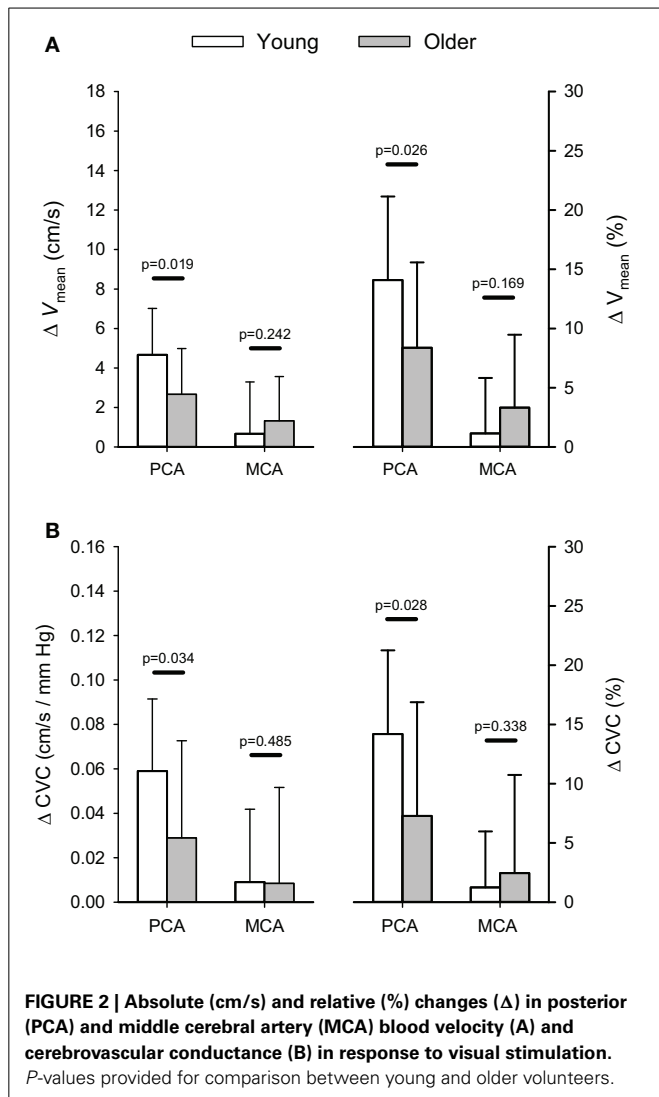 A
Young
Older
18
16
14
12
10
8
6
4
2
0
Δ Vmean (cm/s)
p=0.019
p=0.242
PCA
MCA
p=0.026
p=0.169
PCA
MCA
30
25
20
15
10
5
0
Δ Vmean (%)
B
0.16
0.14
0.12
0.10
0.08
0.06
0.04
0.02
0.00
Δ CVC (cm/s / mm Hg)
p=0.034
p=0.485
PCA
MCA
p=0.028
p=0.338
PCA
MCA
30
25
20
15
10
5
0
Δ CVC (%)
FIGURE 2 | Absolute (cm/s) and relative (%) changes (Δ) in posterior
(PCA) and middle cerebral artery (MCA) blood velocity (A) and
cerebrovascular conductance (B) in response to visual stimulation.
P-values provided for comparison between young and older volunteers.